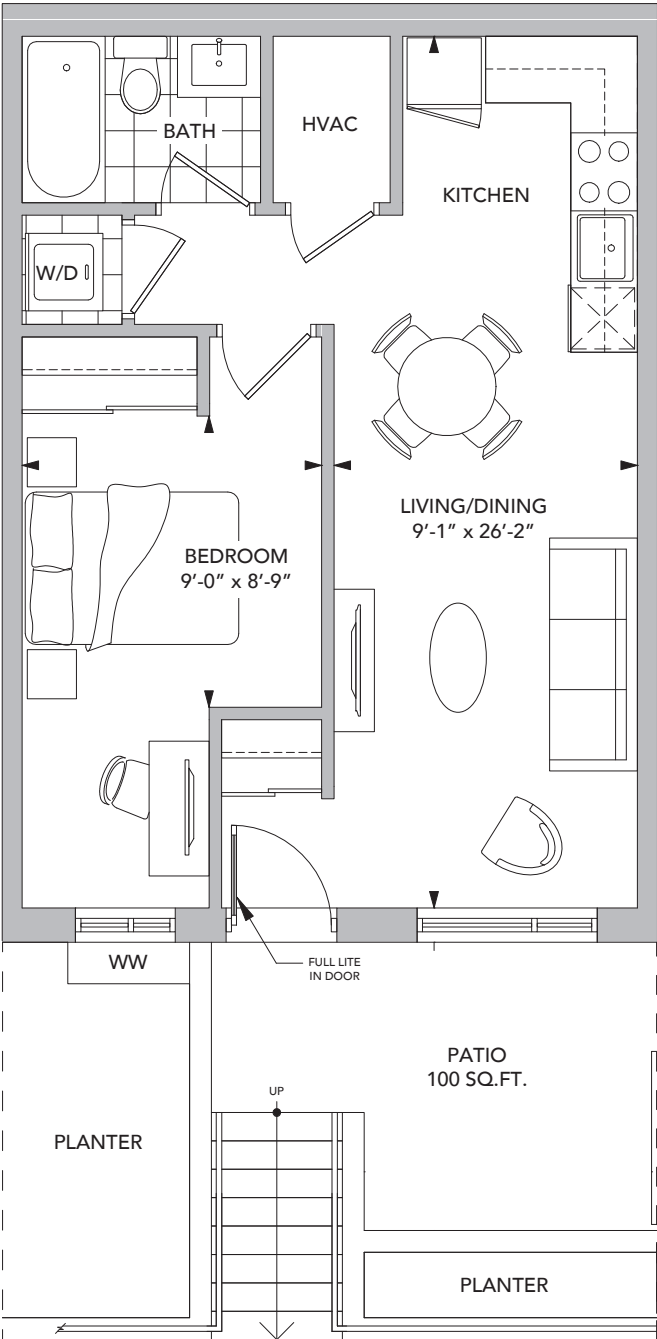 BATH
HVAC
KITCHEN
W/D
LIVING/DINING
9'-1" x 26'-2"
BEDROOM
9'-0" x 8'-9"
WW
FULL LITE
IN DOOR
PATIO
100 SQ.FT.
UP
PLANTER
PLANTER